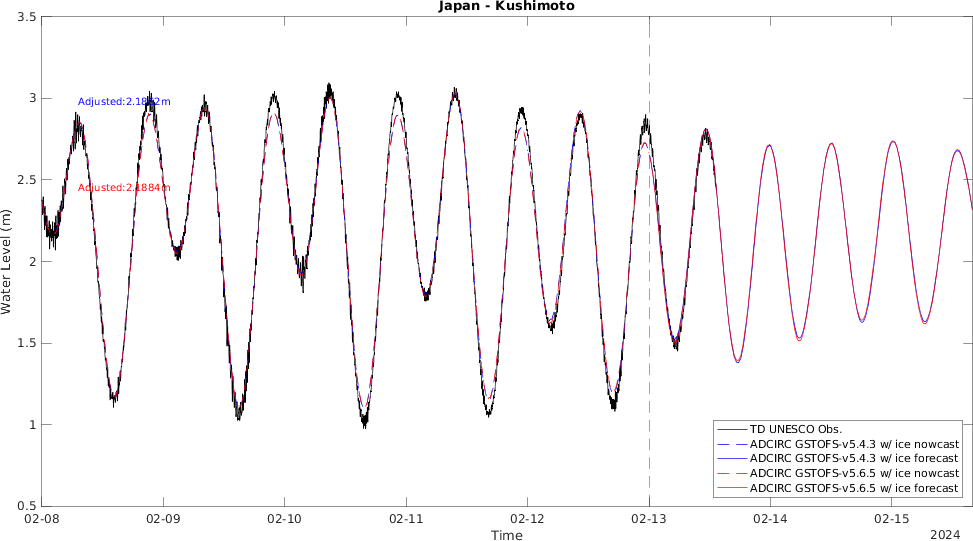 Japan - Kushimoto
3.5
3
2.5
2
1.5
1
0.5
Water Level (m)
Adjusted:2.1882m
Adjusted:2.1884m
TD UNESCO Obs.
ADCIRC GSTOFS-v5.4.3 w/ ice nowcast
ADCIRC GSTOFS-v5.4.3 w/ ice forecast
ADCIRC GSTOFS-v5.6.5 w/ ice nowcast
ADCIRC GSTOFS-v5.6.5 w/ ice forecast
02-08 02-09 02-10 02-11 02-12 02-13 02-14 02-15
Time
2024